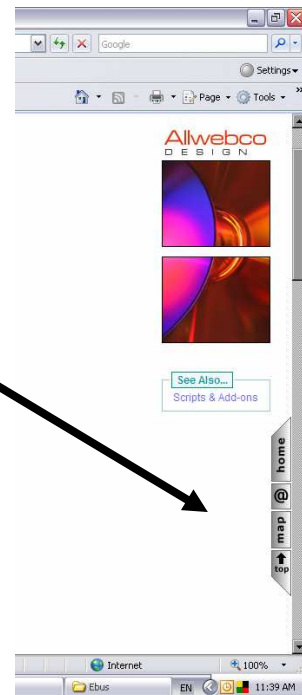 Google
Settings
Page
Tools
Allwebco
DESIGN
See Also...
Scripts & Add-ons
home
@
map
top
Internet
100%
Ebus
EN
11:39 AM